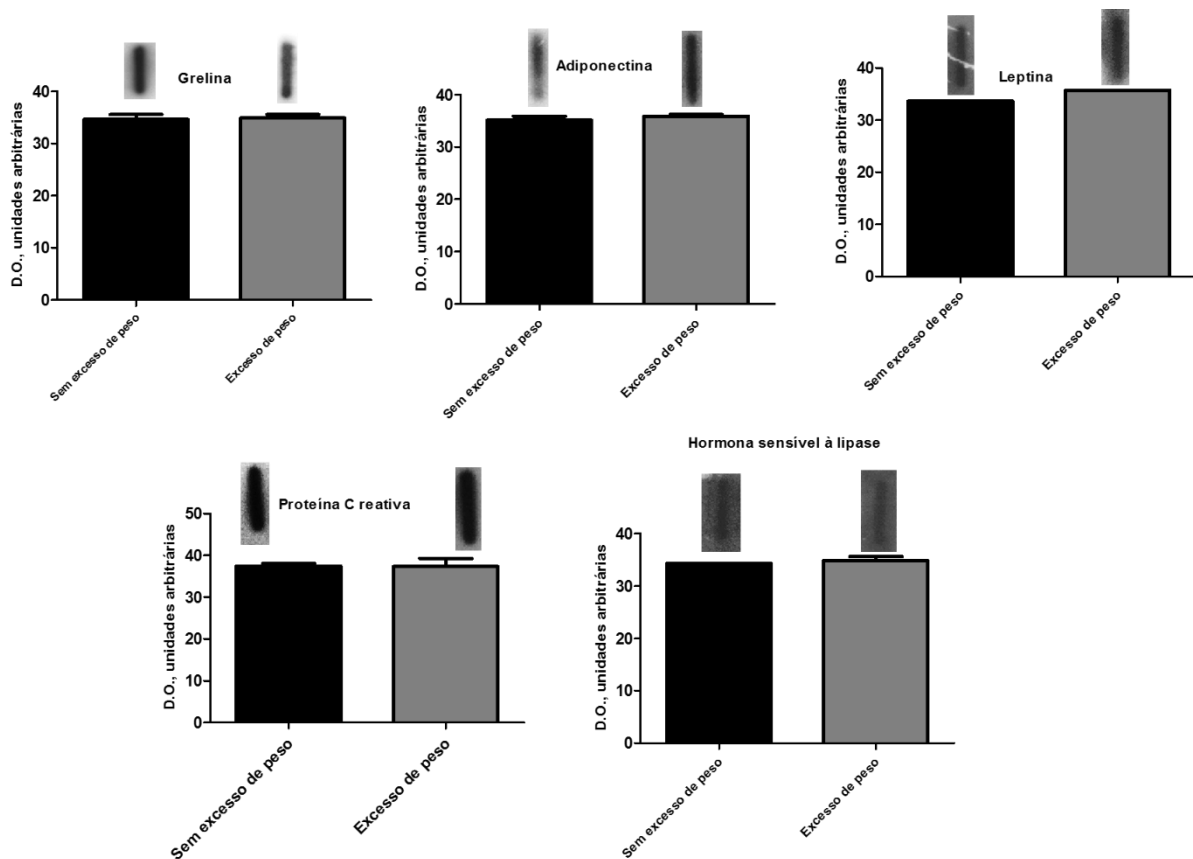 Grelina
D.O., unidades arbitrárias
40
30
20
10
0
Sem excesso de peso
Excesso de peso
Adiponectina
D.O., unidades arbitrárias
40
30
20
10
0
Sem excesso de peso
Excesso de peso
Leptina
D.O., unidades arbitrárias
40
30
20
10
0
Sem excesso de peso
Excesso de peso
Proteína C reativa
D.O., unidades arbitrárias
50
40
30
20
10
0
Sem excesso de peso
Excesso de peso
Hormona sensível à lipase
D.O., unidades arbitrárias
40
30
20
10
0
Sem excesso de peso
Excesso de peso